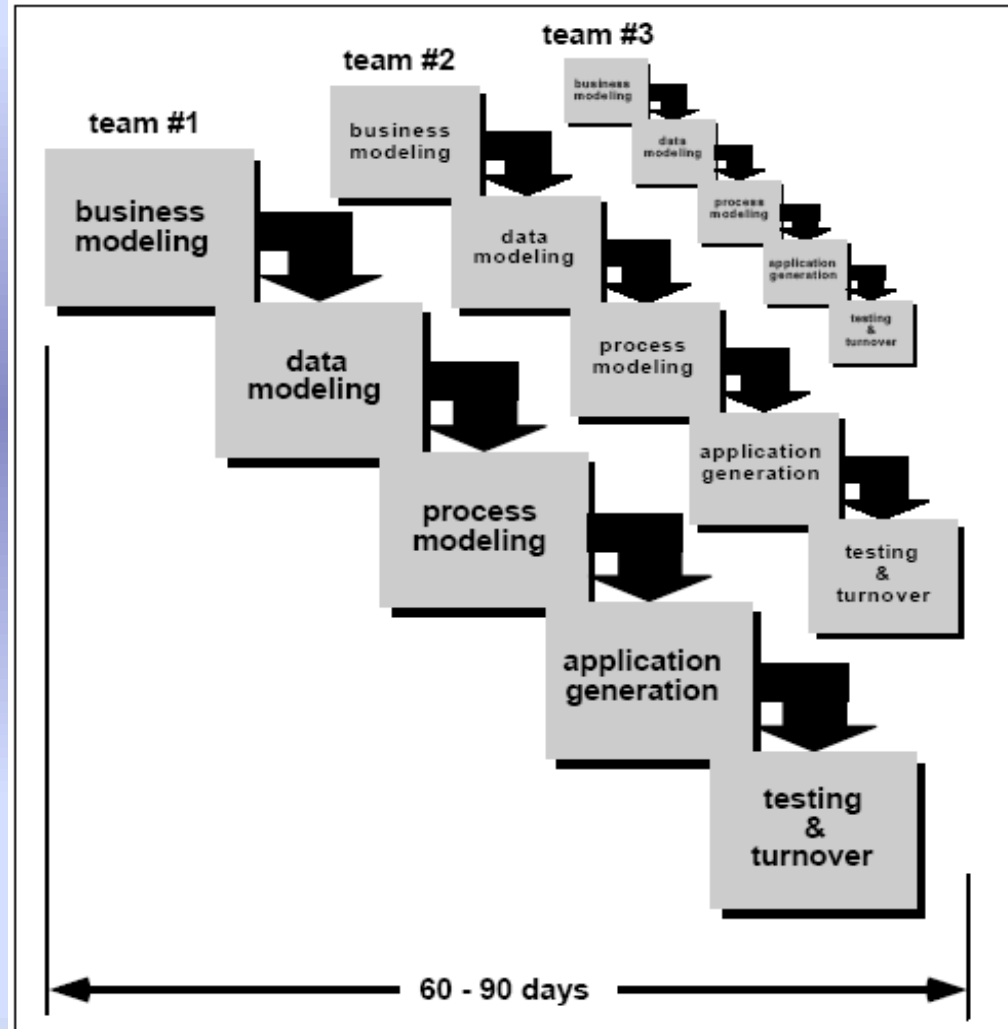 team #1
business
modeling
data
modeling
process
modeling
application
generation
testing
&
turnover
team #2
business
modeling
data
modeling
process
modeling
application
generation
testing
&
turnover
team #3
business
modeling
data
modeling
process
modeling
application
generation
testing
&
turnover
60 - 90 days